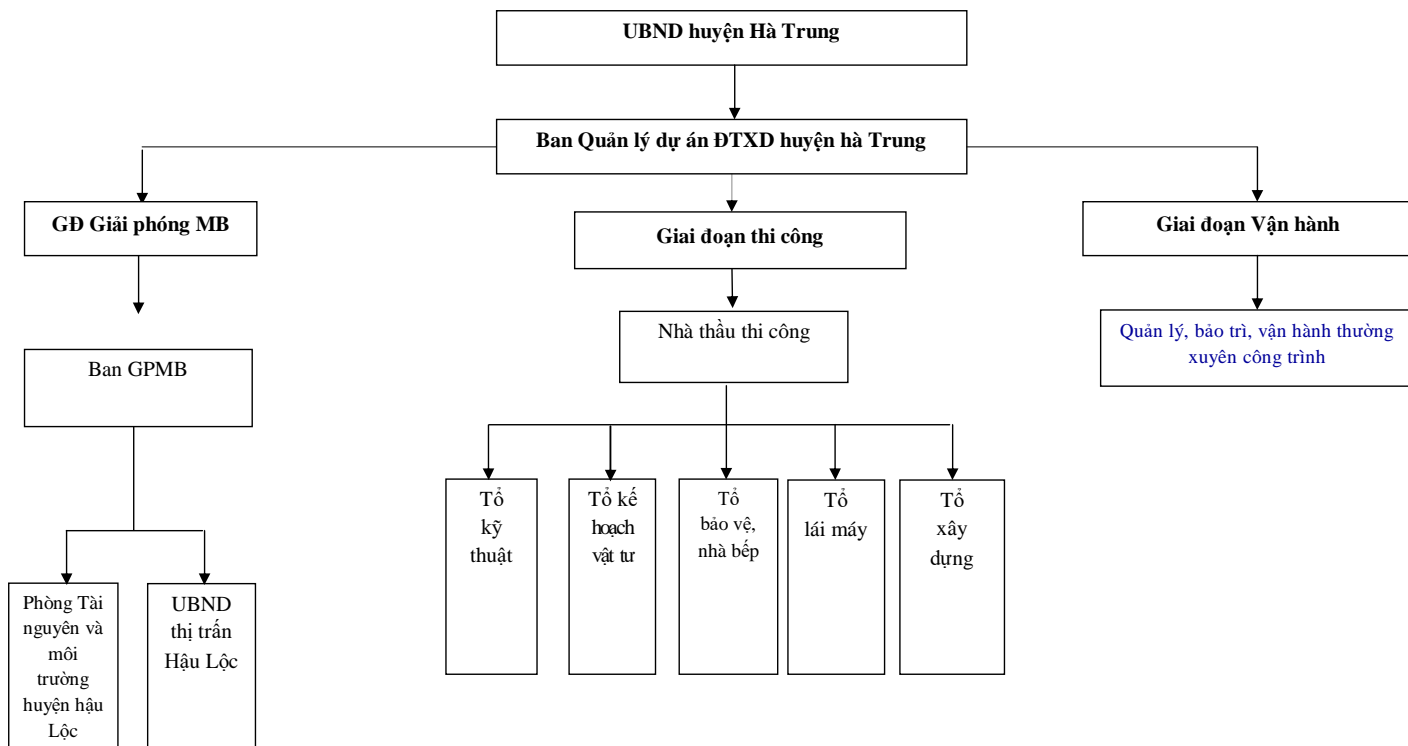 UBND huyện Hà Trung
Ban Quản lý dự án ĐTXD huyện hà Trung
GĐ Giải phóng MB
Giai đoạn thi công
Giai đoạn Vận hành
Nhà thầu thi công
Quản lý, bảo trì, vận hành thường
xuyên công trình
Ban GPMB
Tổ
kỹ
thuật
Tổ kế
hoạch
vật tư
Tổ
bảo vệ,
nhà bếp
Tổ
lái máy
Tổ
xây
dựng
Phòng Tài
nguyên và
môi
trường
huyện hậu
Lộc
UBND
thị trấn
Hậu Lộc